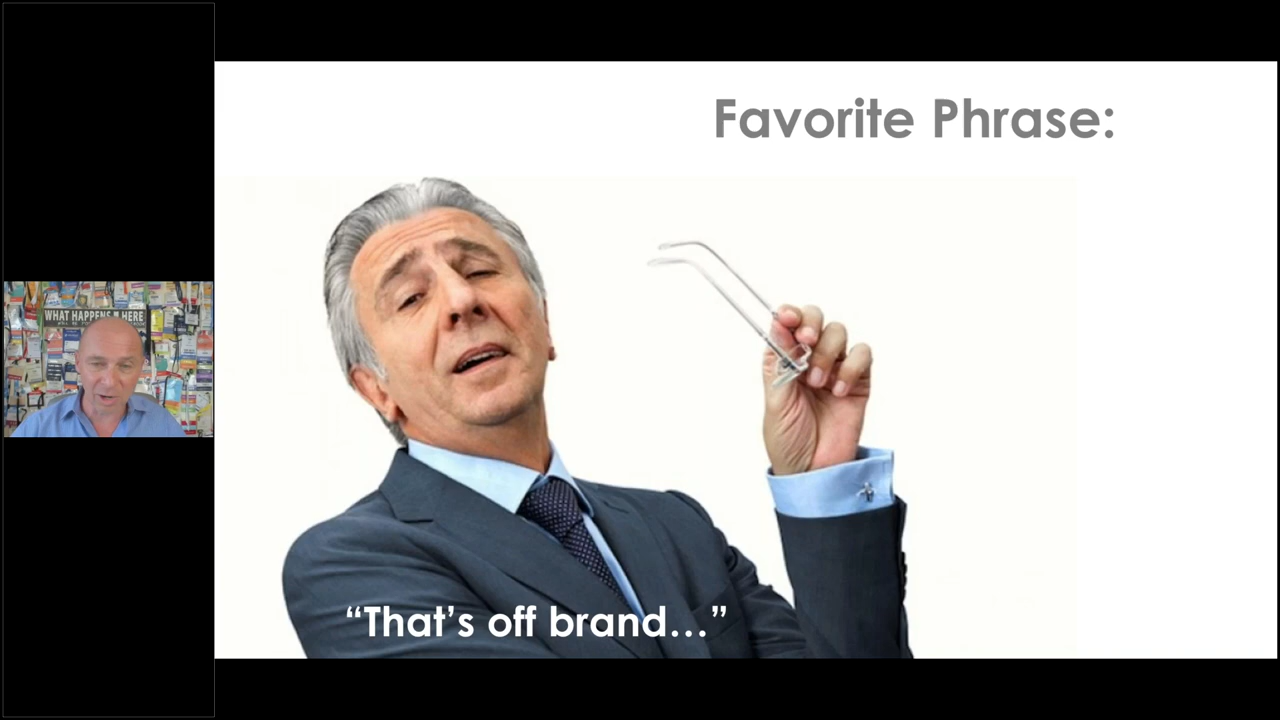 Favorite Phrase:
“That’s off brand…”
WHAT HAPPENS HERE